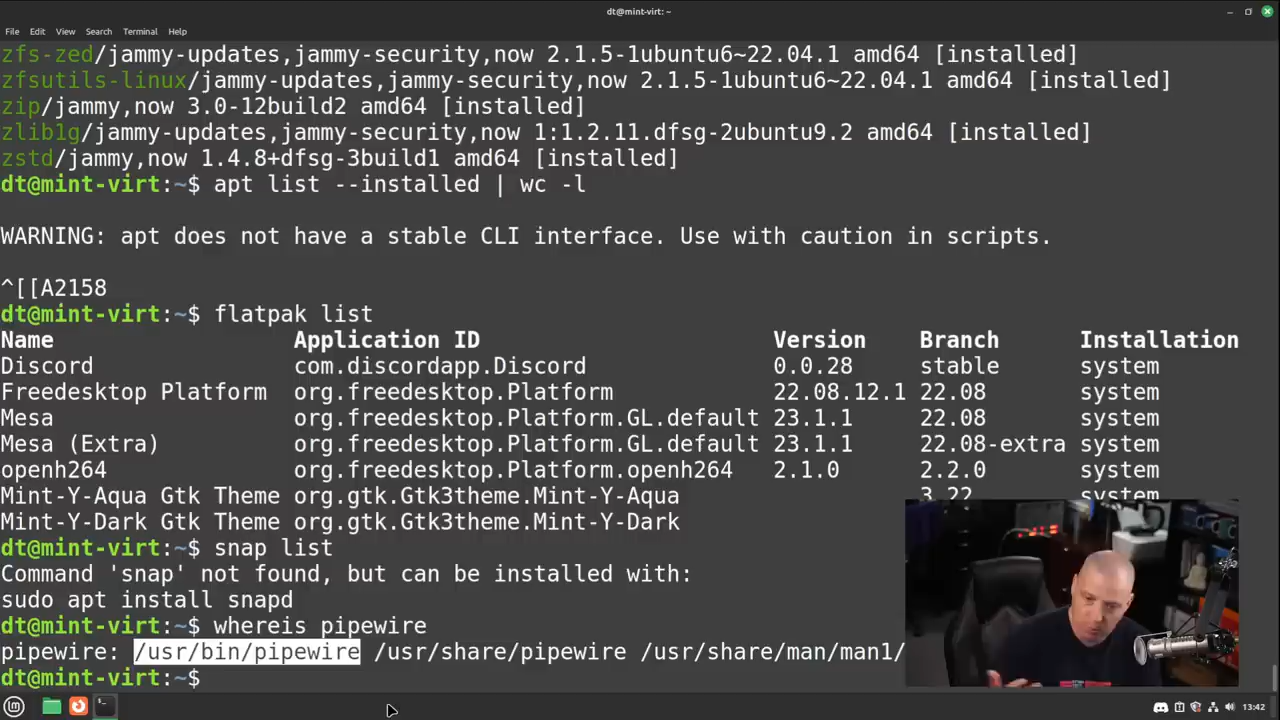 dt@mint-virt: ~
File Edit View Search Terminal Help
zfs-zed/jammy-updates,jammy-security,now 2.1.5-1ubuntu6~22.04.1 amd64 [installed]
zfsutils-linux/jammy-updates,jammy-security,now 2.1.5-1ubuntu6~22.04.1 amd64 [installed]
zip/jammy,now 3.0-12build2 amd64 [installed]
zlib1g/jammy-updates,jammy-security,now 1:1.2.11.dfsg-2ubuntu9.2 amd64 [installed]
zstd/jammy,now 1.4.8+dfsg-3build1 amd64 [installed]
dt@mint-virt:~$ apt list --installed | wc -l
WARNING: apt does not have a stable CLI interface. Use with caution in scripts.
^[[A2158
dt@mint-virt:~$ flatpak list
Name Application ID Version Branch Installation
Discord com.discordapp.Discord 0.0.28 stable system
Freedesktop Platform org.freedesktop.Platform 22.08.12.1 22.08 system
Mesa org.freedesktop.Platform.GL.default 23.1.1 22.08 system
Mesa (Extra) org.freedesktop.Platform.GL.default 23.1.1 22.08-extra system
openh264 org.freedesktop.Platform.openh264 2.1.0 2.2.0 system
Mint-Y-Aqua Gtk Theme org.gtk.Gtk3theme.Mint-Y-Aqua 3.22 system
Mint-Y-Dark Gtk Theme org.gtk.Gtk3theme.Mint-Y-Dark
dt@mint-virt:~$ snap list
Command 'snap' not found, but can be installed with:
sudo apt install snapd
dt@mint-virt:~$ whereis pipewire
pipewire: /usr/bin/pipewire /usr/share/pipewire /usr/share/man/man1/
dt@mint-virt:~$
13:42